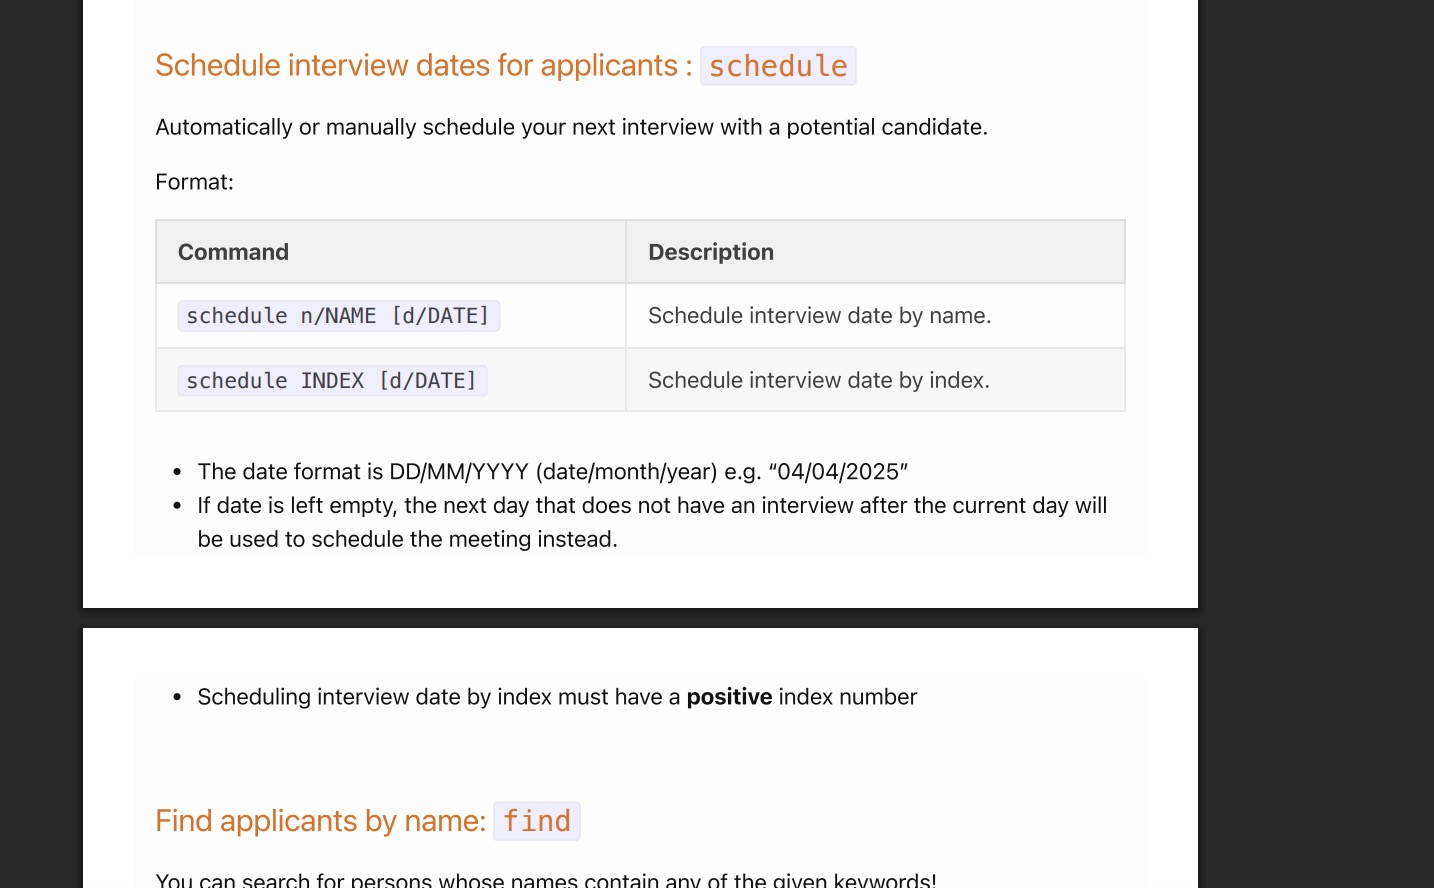 Schedule interview dates for applicants : schedule
Automatically or manually schedule your next interview with a potential candidate.
Format:
Command Description
schedule n/NAME [d/DATE] Schedule interview date by name.
schedule INDEX [d/DATE] Schedule interview date by index.
• The date format is DD/MM/YYYY (date/month/year) e.g. “04/04/2025”
• If date is left empty, the next day that does not have an interview after the current day will
be used to schedule the meeting instead.
• Scheduling interview date by index must have a positive index number
Find applicants by name: find
You can search for persons whose names contain any of the given keywords!